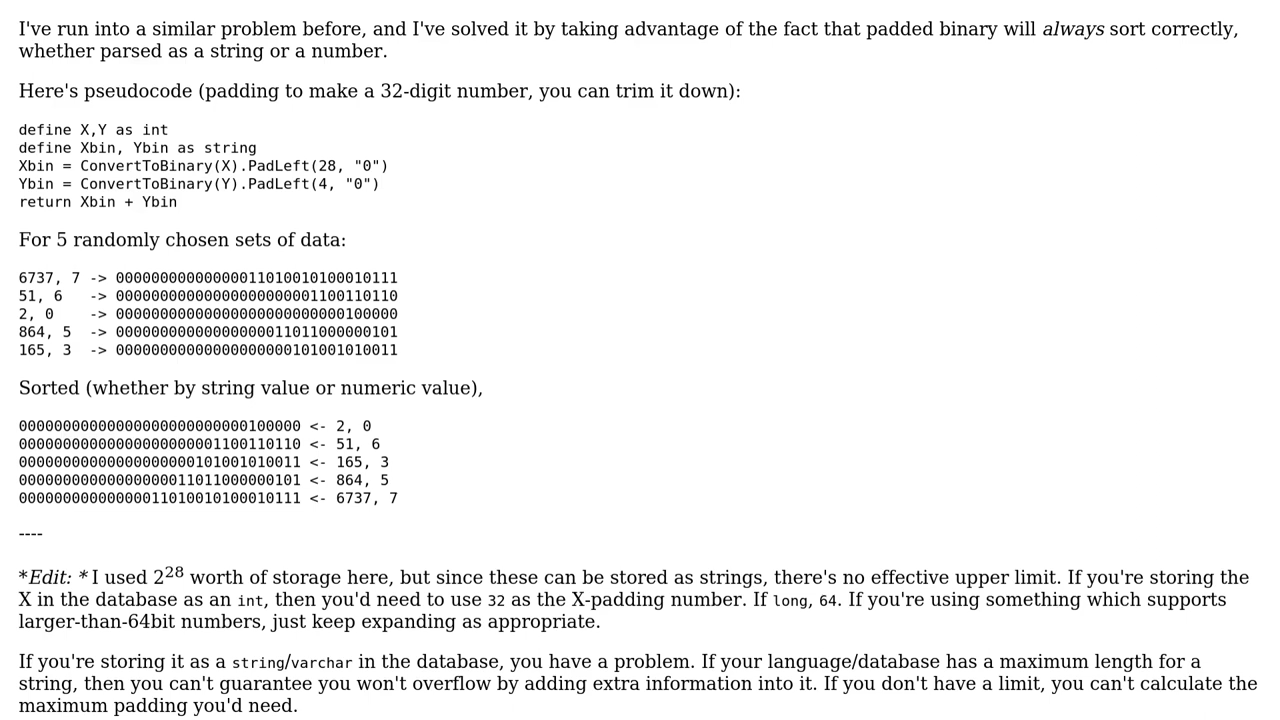 I've run into a similar problem before, and I've solved it by taking advantage of the fact that padded binary will always sort correctly,
whether parsed as a string or a number.
Here's pseudocode (padding to make a 32-digit number, you can trim it down):
define X,Y as int
define Xbin, Ybin as string
Xbin = ConvertToBinary(X).PadLeft(28, "0")
Ybin = ConvertToBinary(Y).PadLeft(4, "0")
return Xbin + Ybin
For 5 randomly chosen sets of data:
6737, 7 -> 00000000000000011010010100010111
51, 6   -> 00000000000000000000001100110110
2, 0    -> 00000000000000000000000000100000
864, 5  -> 00000000000000000011011000000101
165, 3  -> 00000000000000000000101001010011
Sorted (whether by string value or numeric value),
00000000000000000000000000100000 <- 2, 0
00000000000000000000001100110110 <- 51, 6
00000000000000000000101001010011 <- 165, 3
00000000000000000011011000000101 <- 864, 5
00000000000000011010010100010111 <- 6737, 7
----
*Edit: * I used 2^28 worth of storage here, but since these can be stored as strings, there's no effective upper limit. If you're storing the
X in the database as an int, then you'd need to use 32 as the X-padding number. If long, 64. If you're using something which supports
larger-than-64bit numbers, just keep expanding as appropriate.
If you're storing it as a string/varchar in the database, you have a problem. If your language/database has a maximum length for a
string, then you can't guarantee you won't overflow by adding extra information into it. If you don't have a limit, you can't calculate the
maximum padding you'd need.